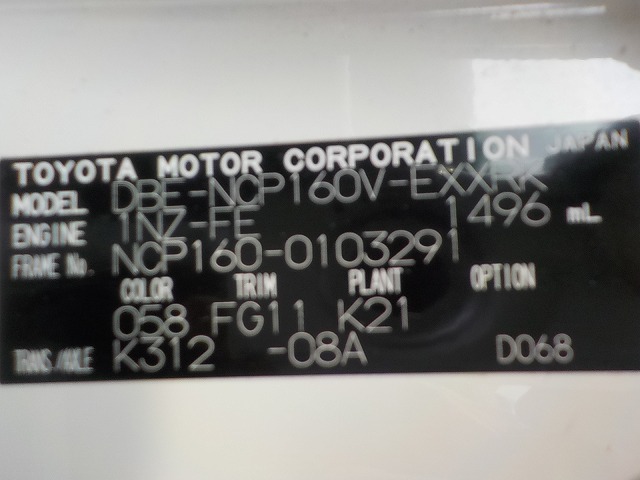 TOYOTA MOTOR CORPORATION JAPAN
MODEL DBE-NCP160V-EXXRK
ENGINE 1NZ-FE 1496 mL
FRAME No. NCP160-0103291
COLOR TRIM PLANT OPTION
058 FG11 K21
TRANS/AXLE K312 -08A D068